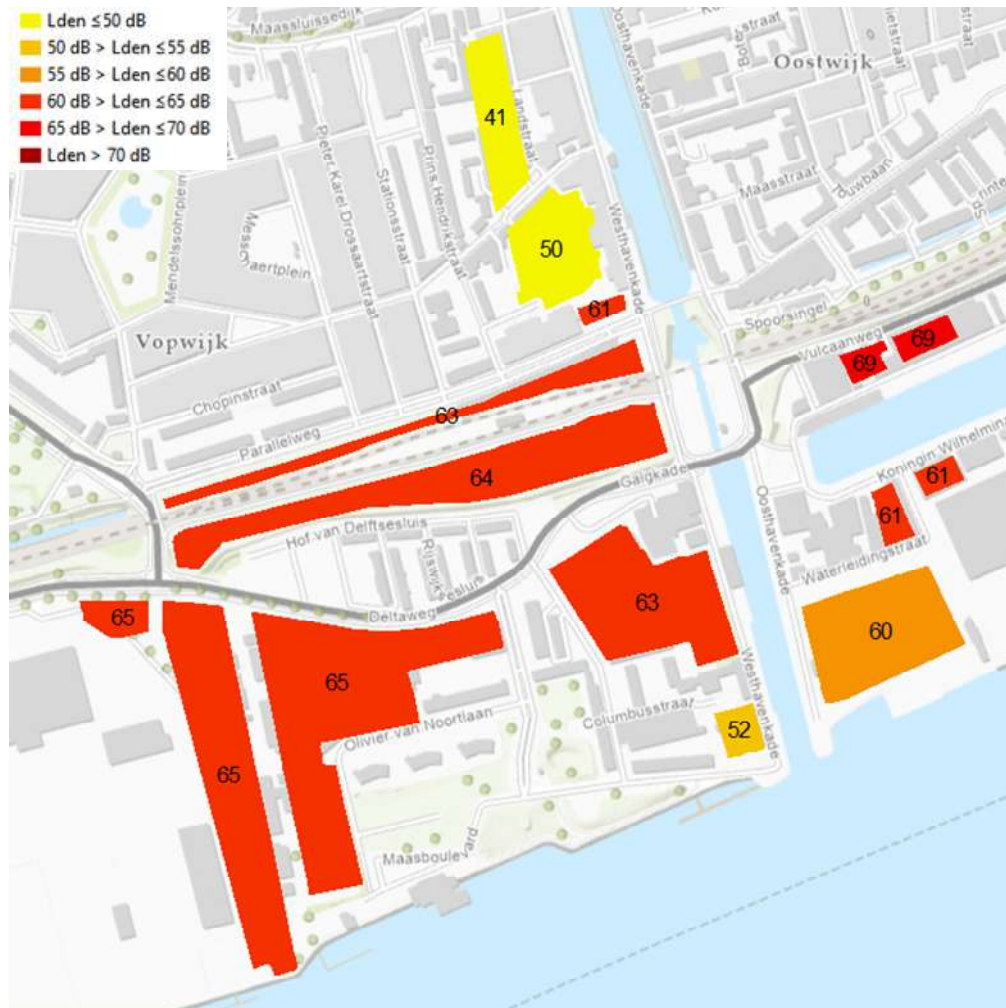 Lden ≤50 dB
50 dB > Lden ≤55 dB
55 dB > Lden ≤60 dB
60 dB > Lden ≤65 dB
65 dB > Lden ≤70 dB
Lden > 70 dB
Maassluissedijk
Oosthavenkade
Oostwijk
41
Landstraat
Pieter Karel Drossaartstraat
Stationsstraat
Prins Hendrikstraat
Mendelssohnplein
Maasstraat
Westhavenkade
50
61
Spoorsingel
Vulcaanweg
69
69
Vopwijk
Chopinstraat
Parallelweg
63
64
Galgkade
Koningin Wilhelmina
61
61
Hof van Delftsesluis
Oosthavenkade
Waterleidingstraat
Deltaweg
63
60
65
65
65
Westhavenkade
Columbusstraat
52
Olivier van Noortlaan
Maasboulevard